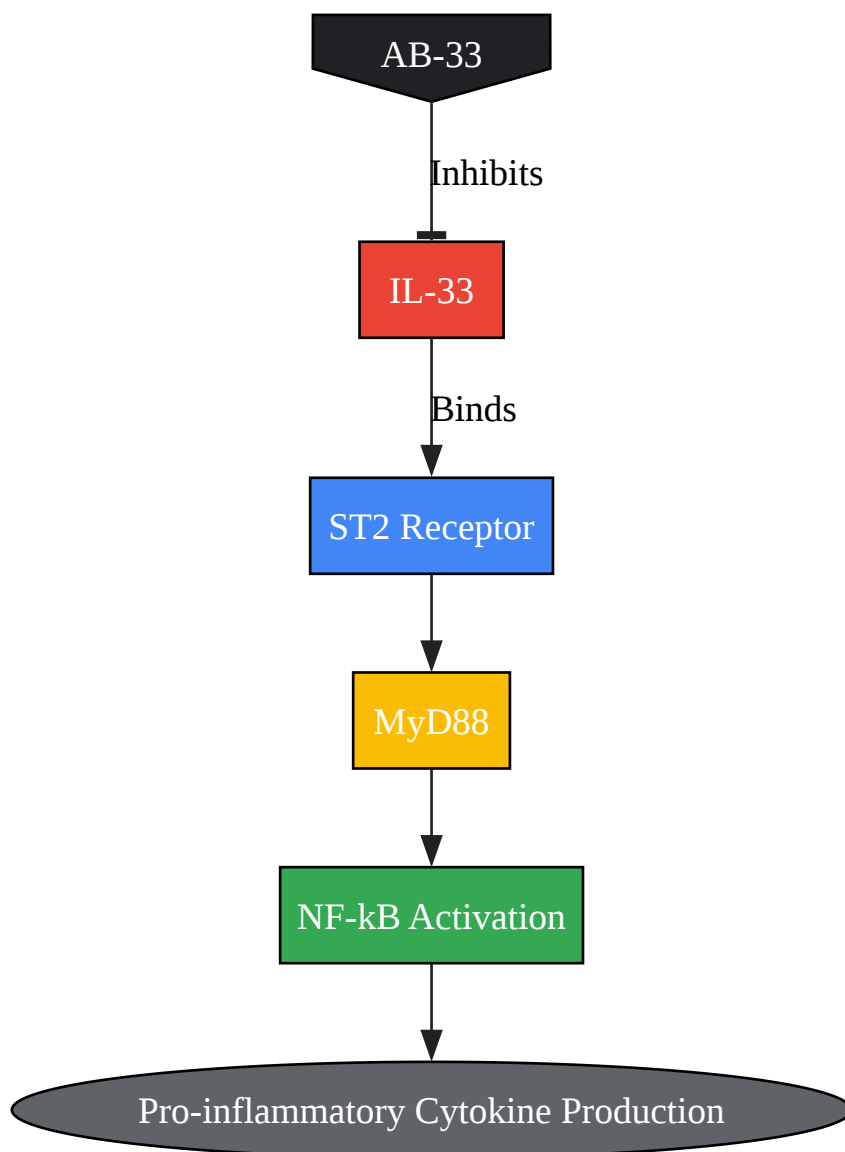 AB-33
Inhibits
IL-33
Binds
ST2 Receptor
MyD88
NF-kB Activation
Pro-inflammatory Cytokine Production